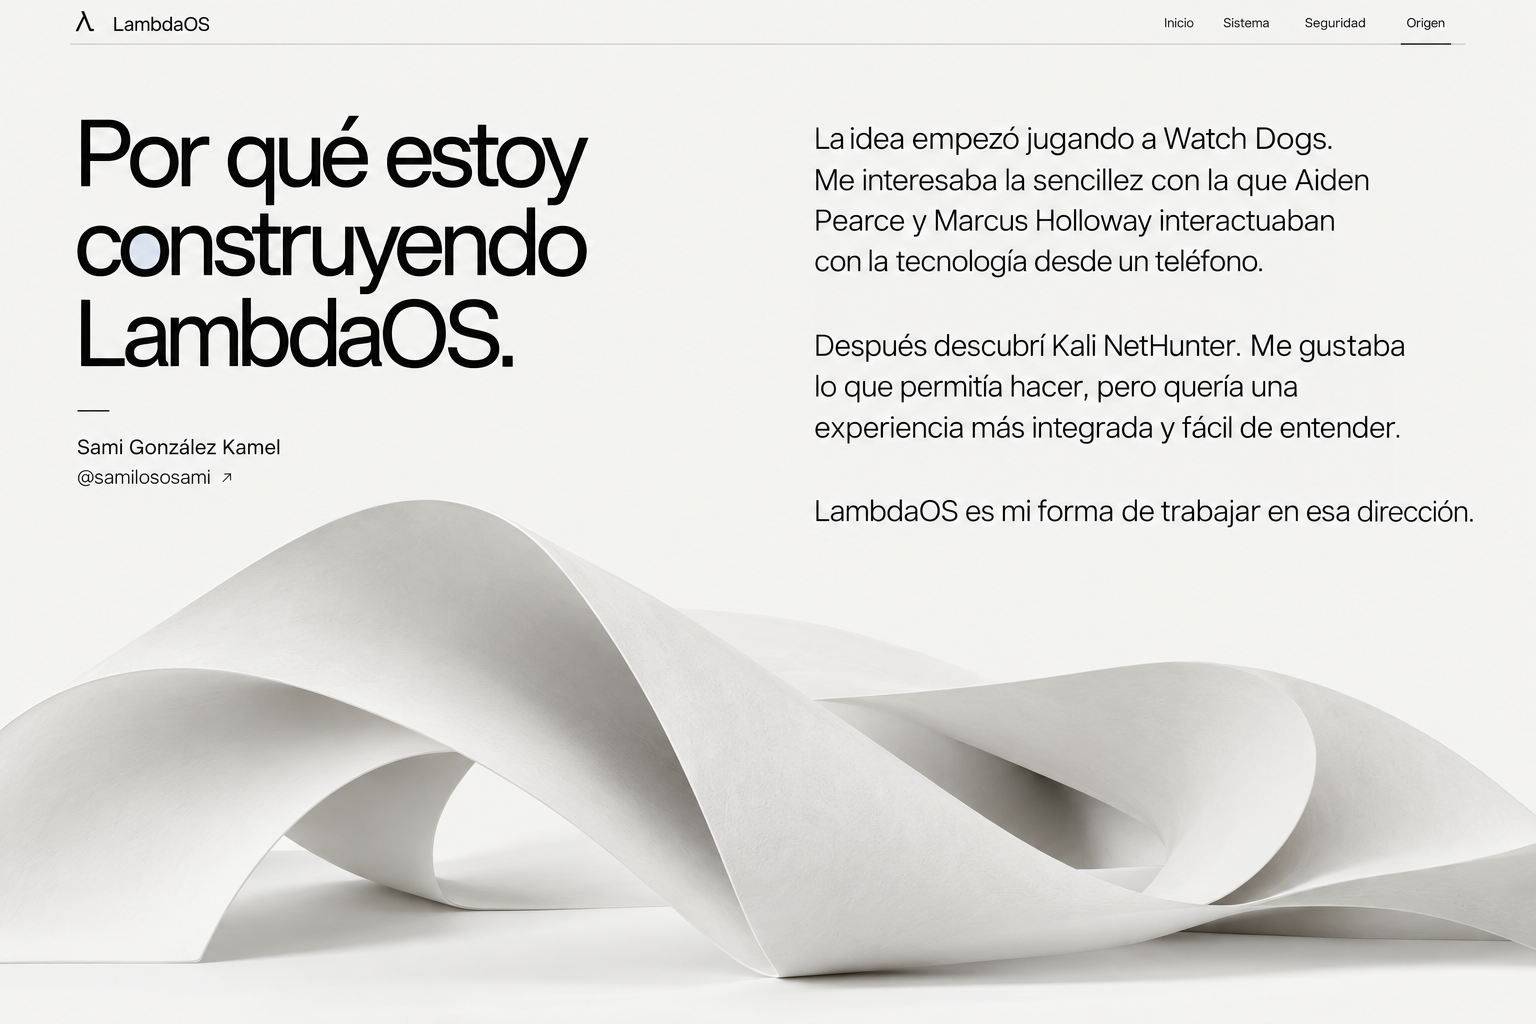 λ LambdaOS
Inicio Sistema Seguridad Origen
Por qué estoy
construyendo
LambdaOS.
Sami González Kamel
@samilososami ↗
La idea empezó jugando a Watch Dogs.
Me interesaba la sencillez con la que Aiden
Pearce y Marcus Holloway interactuaban
con la tecnología desde un teléfono.
Después descubrí Kali NetHunter. Me gustaba
lo que permitía hacer, pero quería una
experiencia más integrada y fácil de entender.
LambdaOS es mi forma de trabajar en esa dirección.